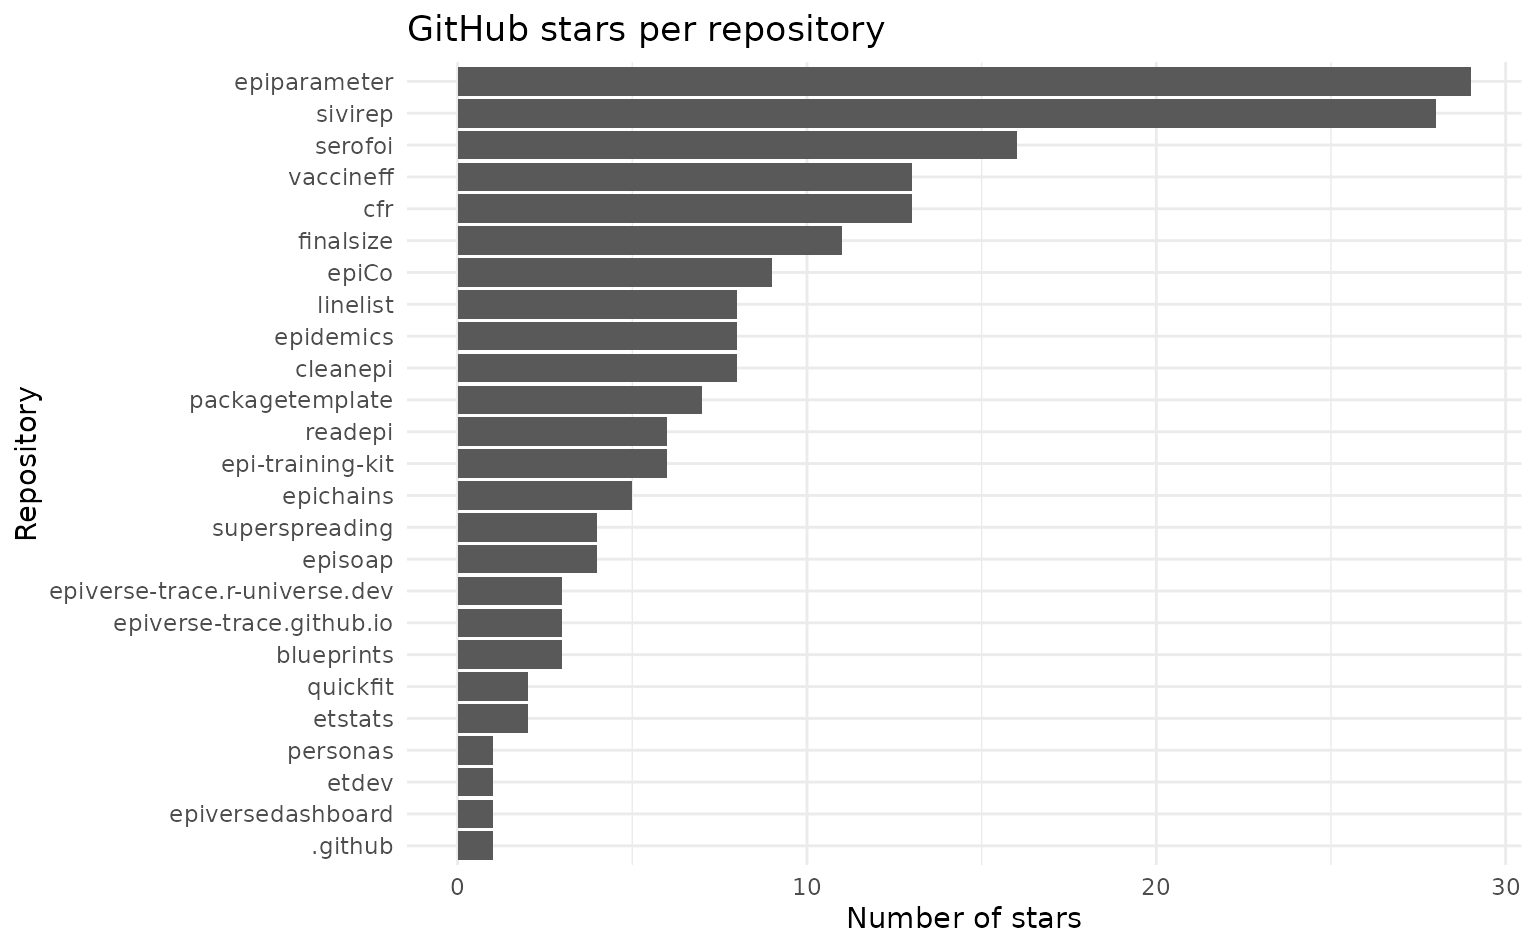 GitHub stars per repository
epiparameter
sivirep
serofoi
vaccineff
cfr
finalsize
epiCo
linelist
epidemics
cleanepi
packagetemplate
readepi
epi-training-kit
epichains
superspreading
episoap
epiverse-trace.r-universe.dev
epiverse-trace.github.io
blueprints
quickfit
etstats
personas
etdev
epiversedashboard
.github
Repository
0 10 20 30
Number of stars